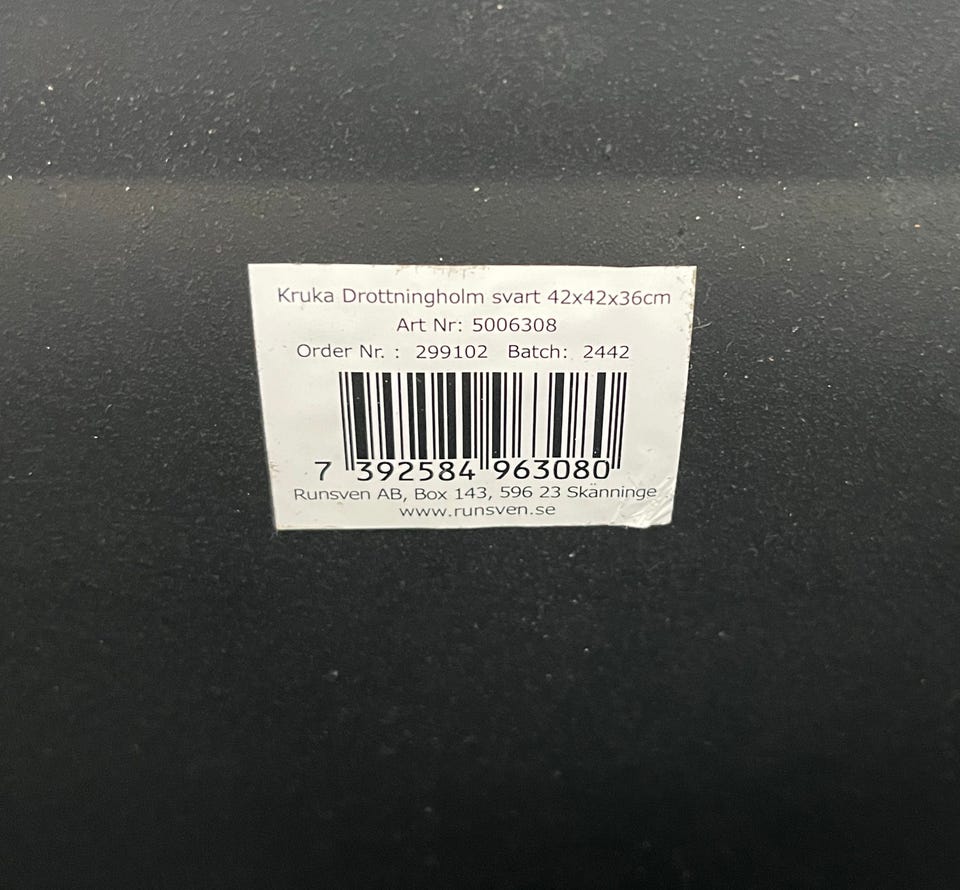 Kruka Drottningholm svart 42x42x36cm
Art Nr: 5006308
Order Nr. : 299102 Batch: 2442
7 392584 963080
Runsven AB, Box 143, 596 23 Skänninge
www.runsven.se